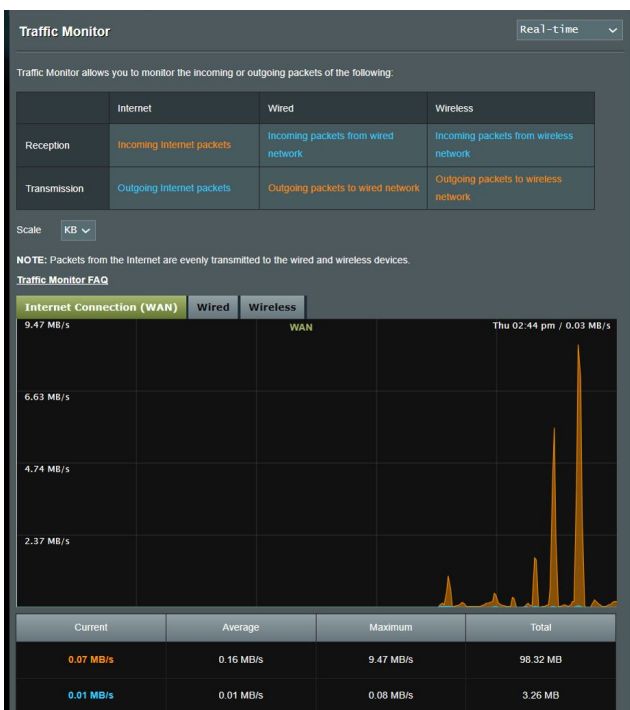 Traffic Monitor
Real-time
Traffic Monitor allows you to monitor the incoming or outgoing packets of the following:
Internet Wired Wireless
Reception Incoming Internet packets Incoming packets from wired network Incoming packets from wireless network
Transmission Outgoing Internet packets Outgoing packets to wired network Outgoing packets to wireless network
Scale KB
NOTE: Packets from the Internet are evenly transmitted to the wired and wireless devices.
Traffic Monitor FAQ
Internet Connection (WAN) Wired Wireless
9.47 MB/s WAN Thu 02:44 pm / 0.03 MB/s
6.63 MB/s
4.74 MB/s
2.37 MB/s
Current Average Maximum Total
0.07 MB/s 0.16 MB/s 9.47 MB/s 98.32 MB
0.01 MB/s 0.01 MB/s 0.08 MB/s 3.26 MB